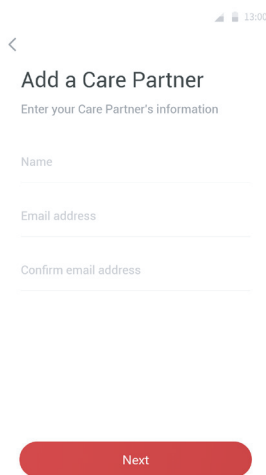 13:00
Add a Care Partner
Enter your Care Partner's information
Name
Email address
Confirm email address
Next